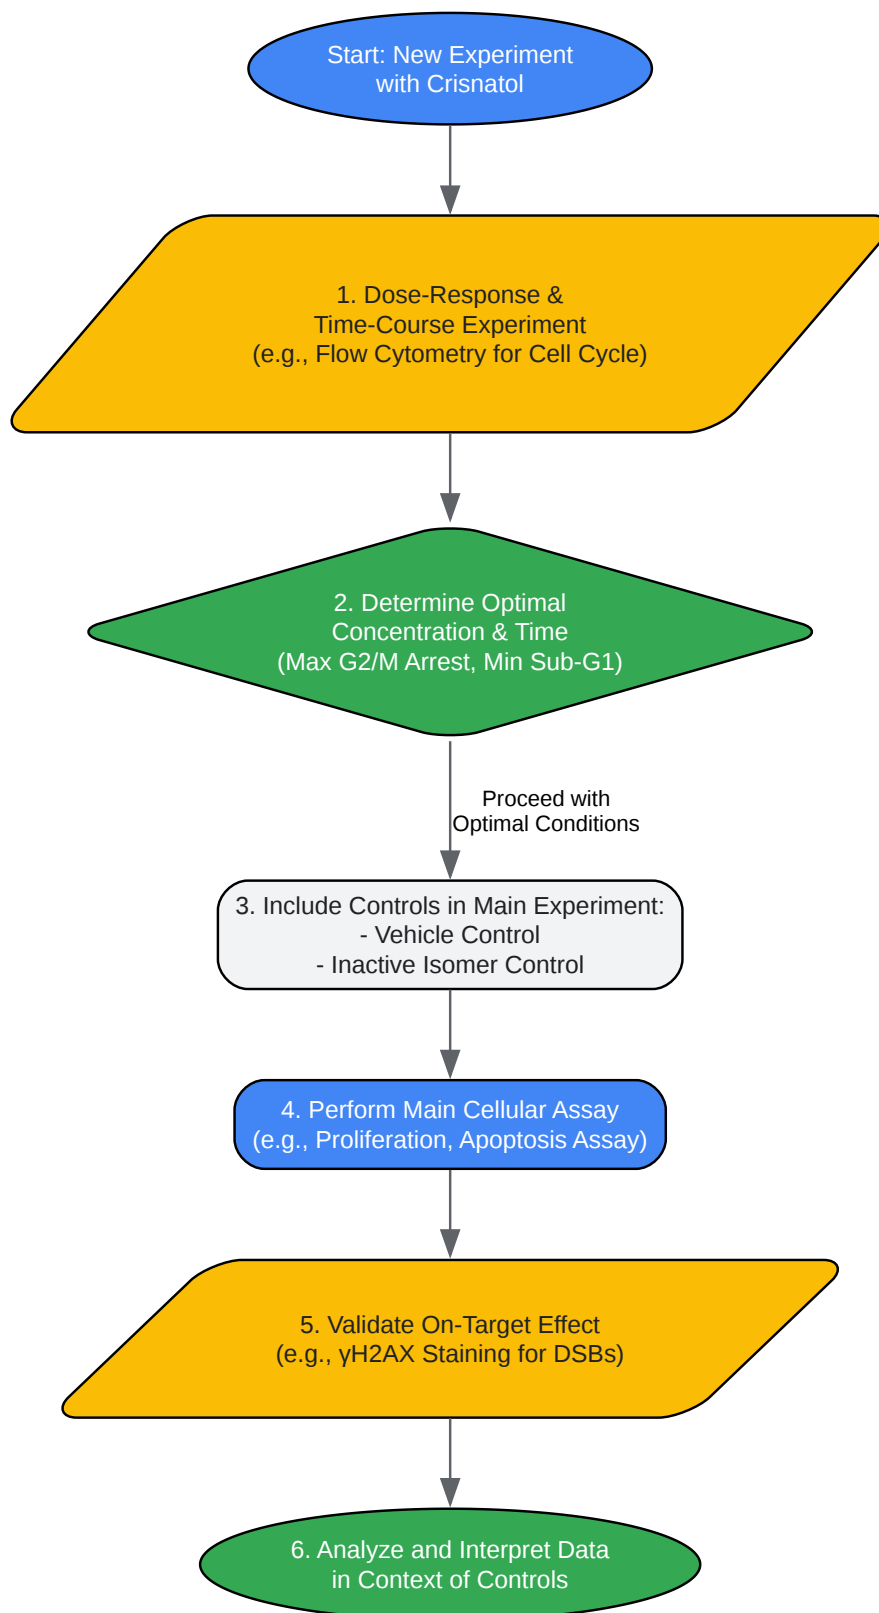 Start: New Experiment
with Crisnatol
1. Dose-Response &
Time-Course Experiment
(e.g., Flow Cytometry for Cell Cycle)
2. Determine Optimal
Concentration & Time
(Max G2/M Arrest, Min Sub-G1)
Proceed with
Optimal Conditions
3. Include Controls in Main Experiment:
- Vehicle Control
- Inactive Isomer Control
4. Perform Main Cellular Assay
(e.g., Proliferation, Apoptosis Assay)
5. Validate On-Target Effect
(e.g., γH2AX Staining for DSBs)
6. Analyze and Interpret Data
in Context of Controls